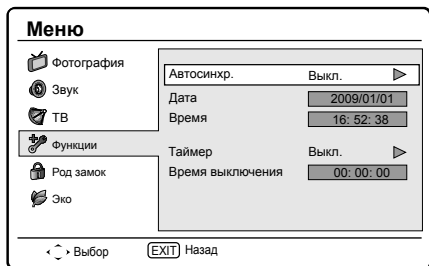 Меню
Фотография
Звук
ТВ
Функции
Род замок
Эко
Автосинхр. Выкл.
Дата 2009/01/01
Время 16: 52: 38
Таймер Выкл.
Время выключения 00: 00: 00
Выбор EXIT Назад